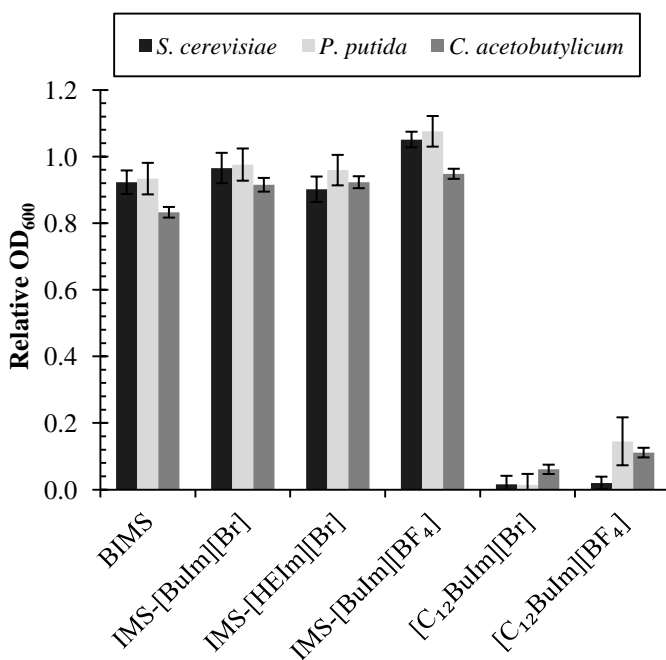 S. cerevisiae P. putida C. acetobutylicum
Relative OD₆₀₀
1.2
1.0
0.8
0.6
0.4
0.2
0.0
BIMS
IMS-[BuIm][Br]
IMS-[HEIm][Br]
IMS-[BuIm][BF₄]
[C₁₂BuIm][Br]
[C₁₂BuIm][BF₄]